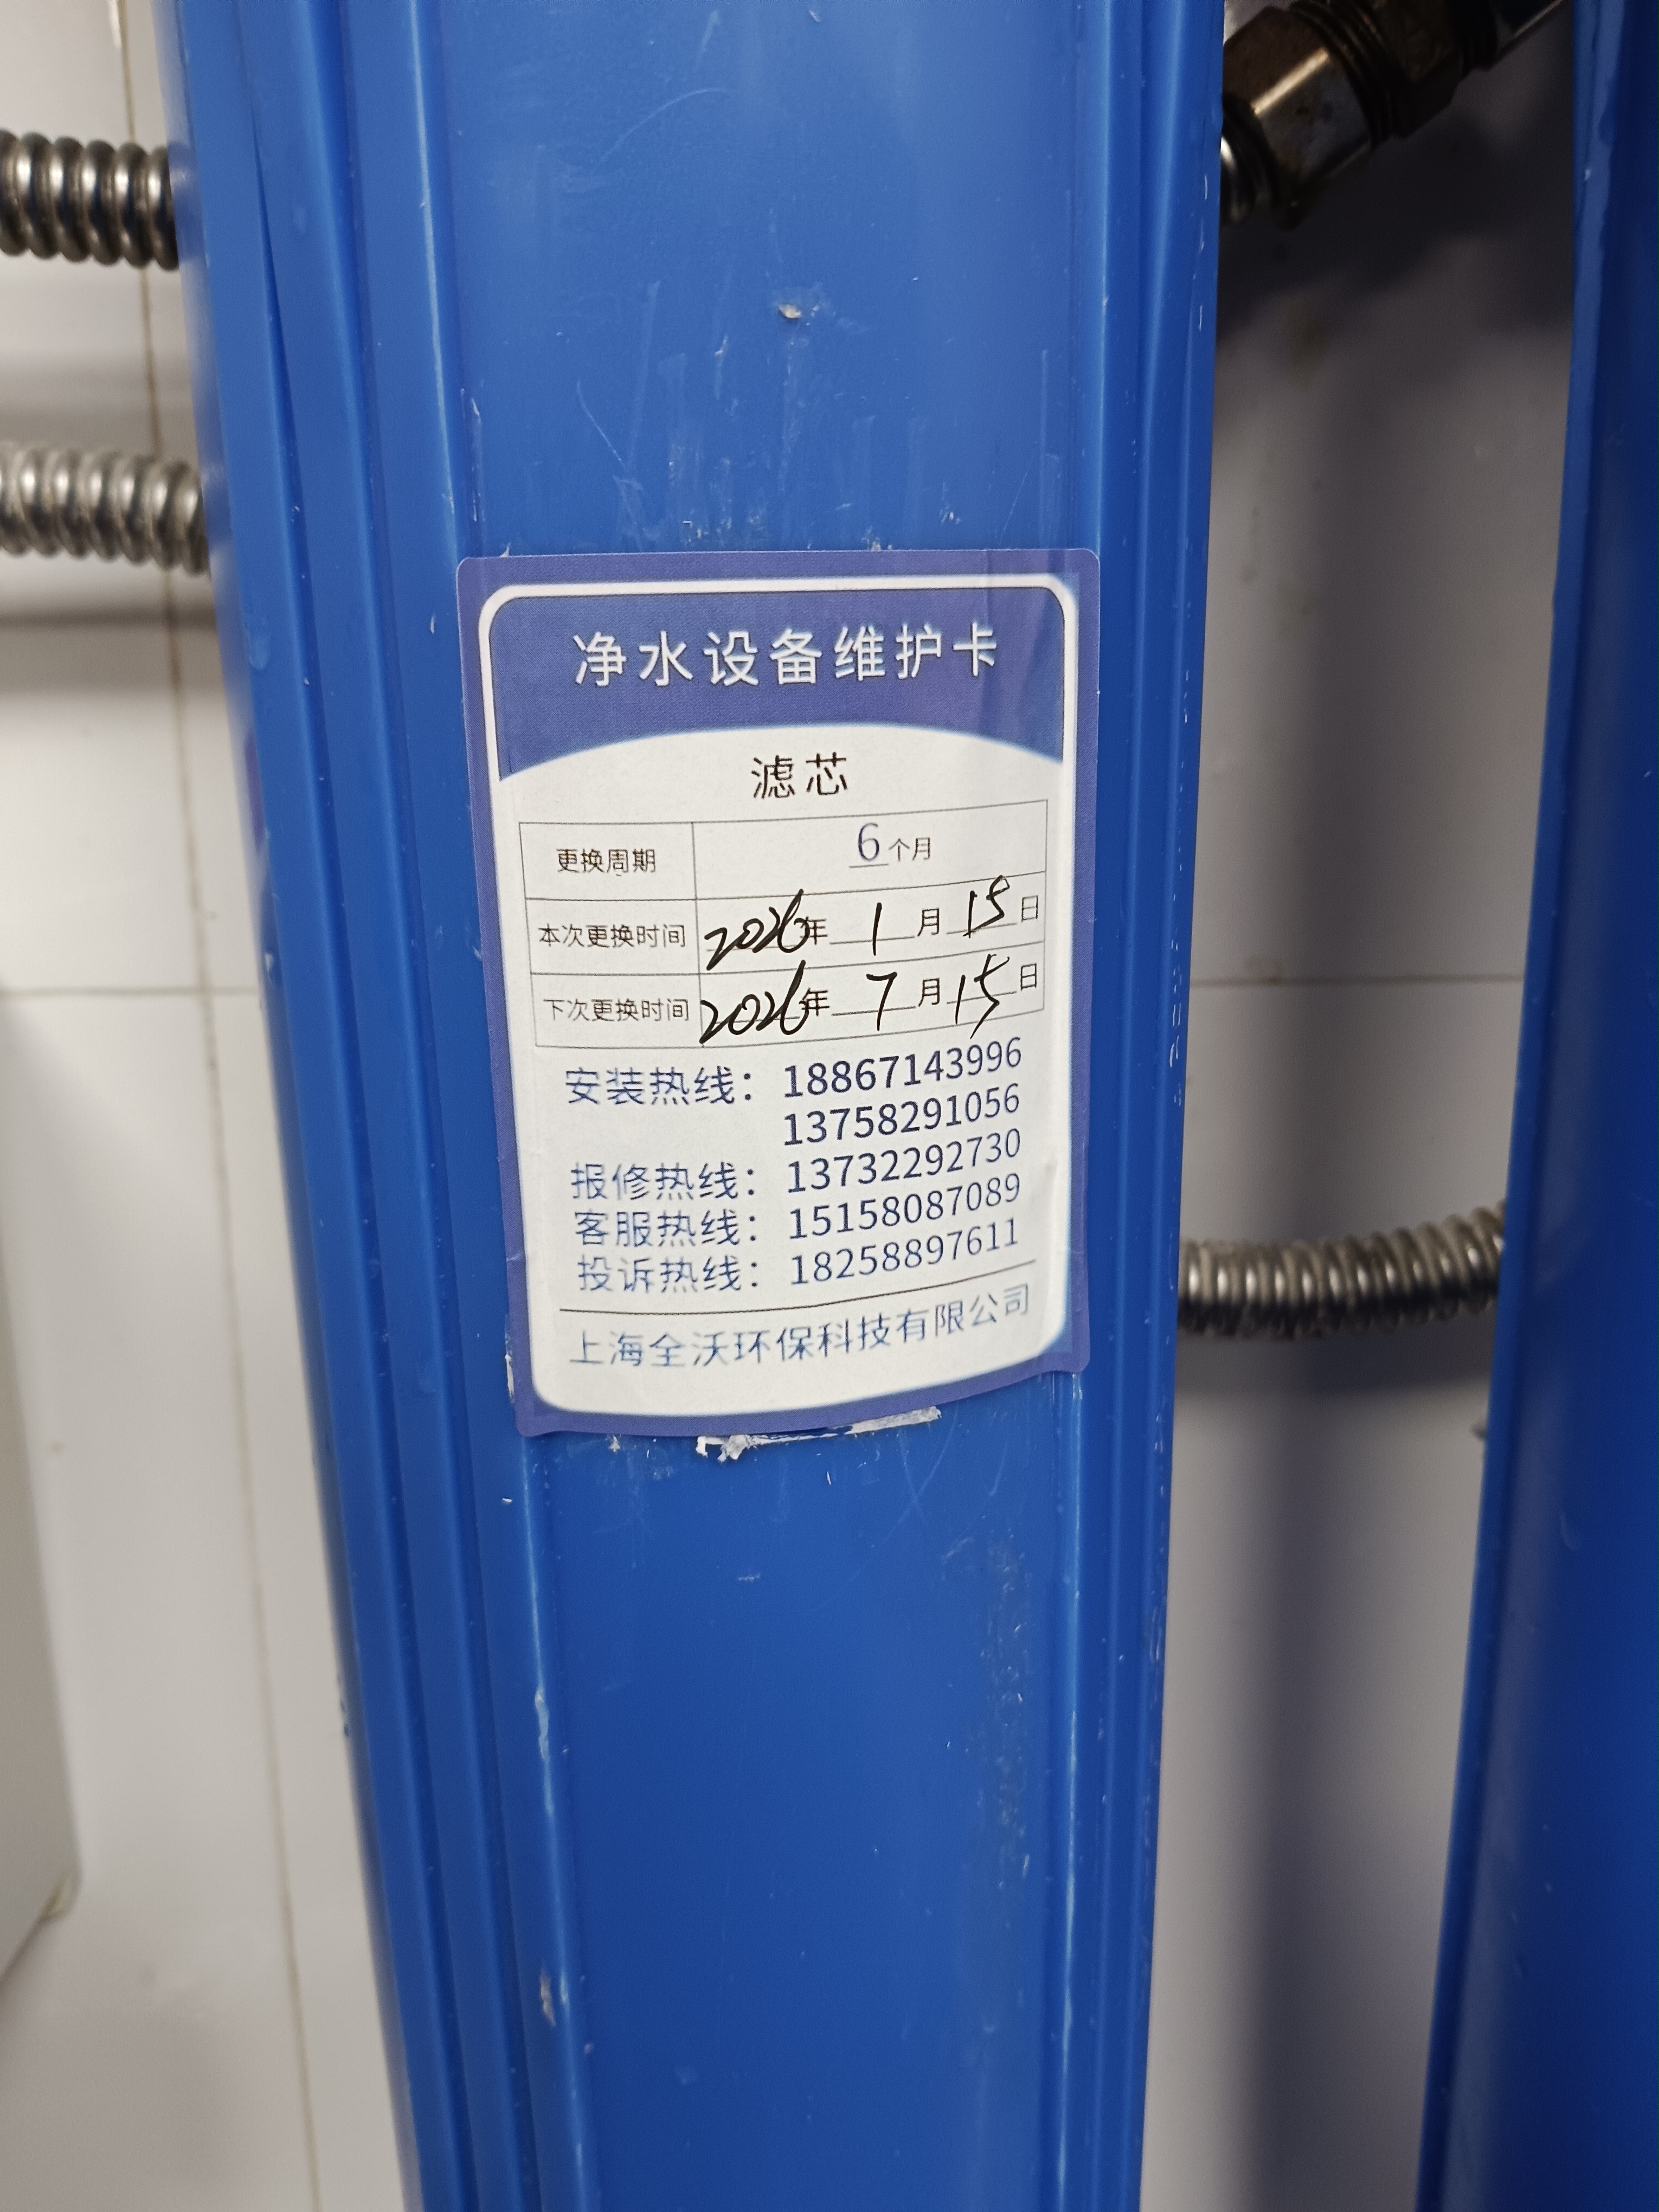 净水设备维护卡
滤芯
更换周期 6个月
本次更换时间 2026年 1 月 15 日
下次更换时间 2026年 7 月 15 日
安装热线：18867143996
13758291056
报修热线：13732292730
客服热线：15158087089
投诉热线：18258897611
上海全沃环保科技有限公司